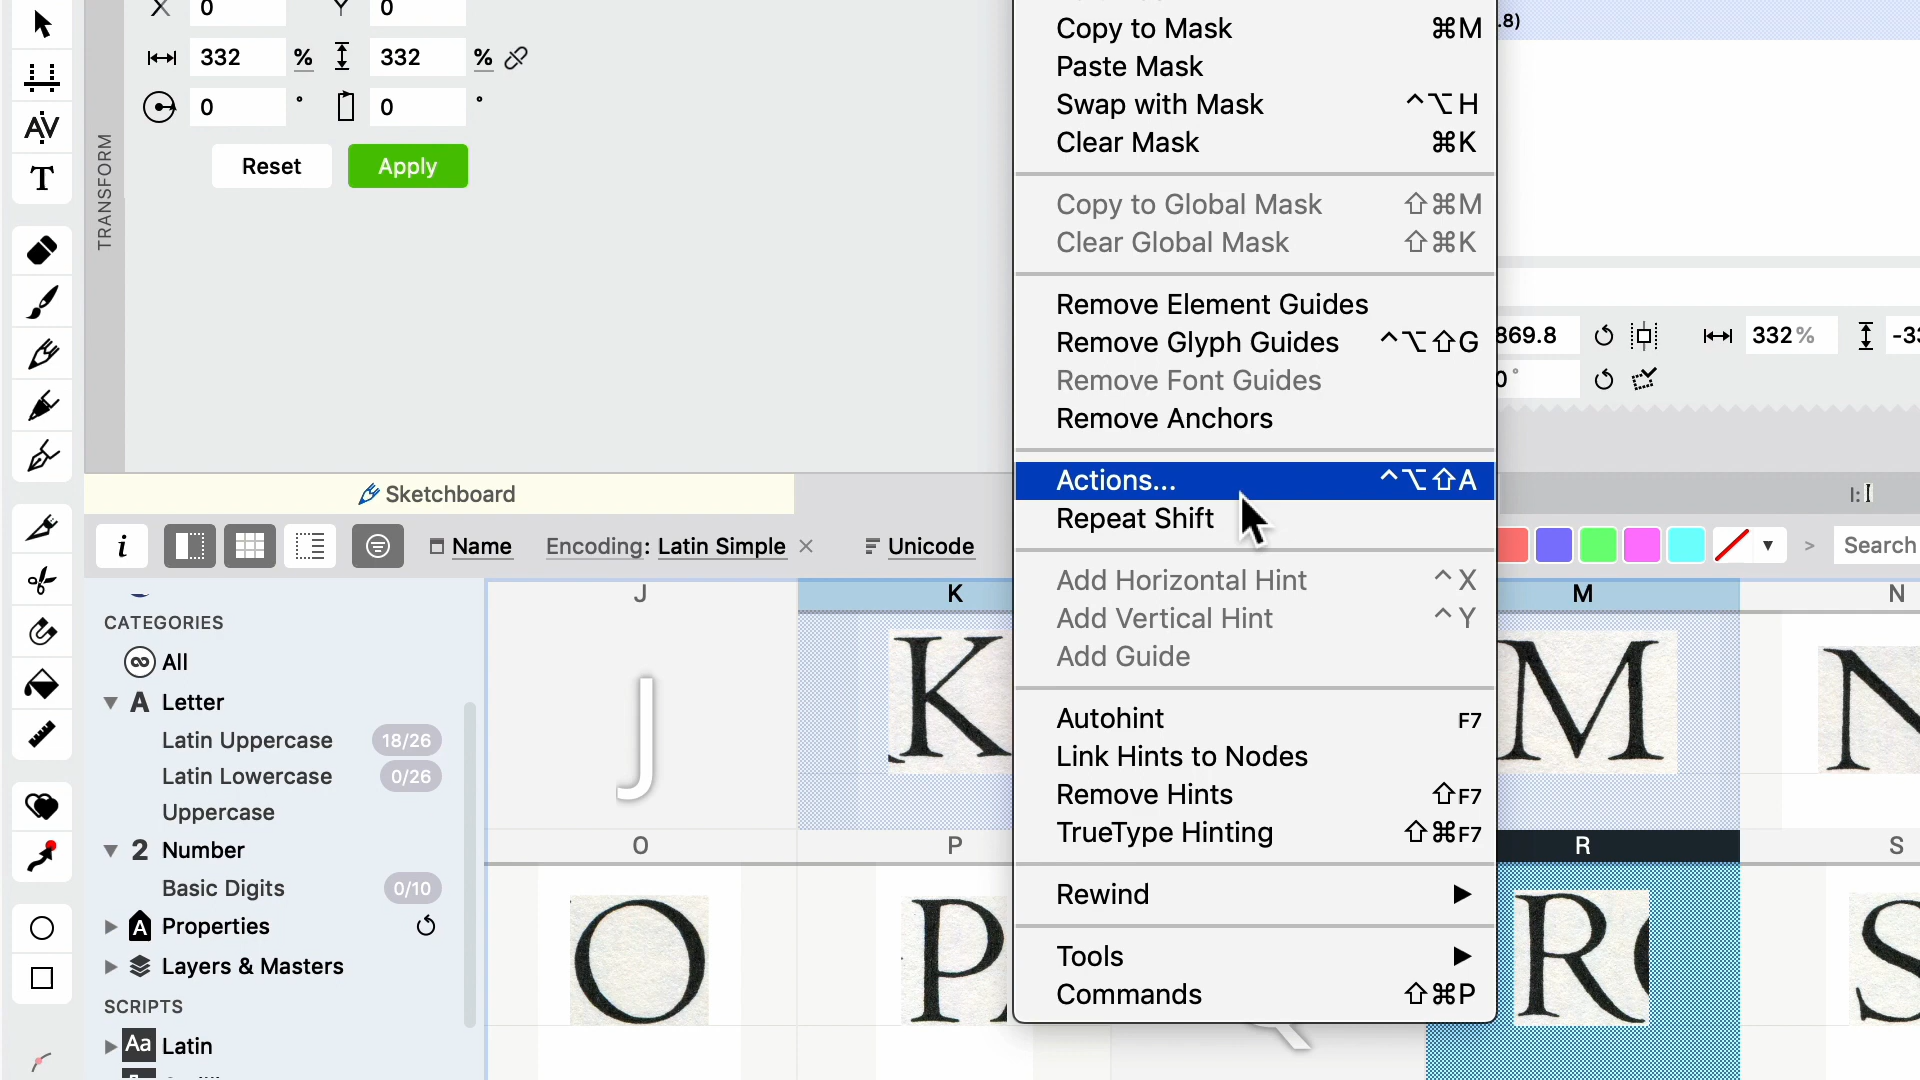 X 0 Y 0
332 % 332 %
0 ° 0 °
Reset Apply
TRANSFORM
T
Copy to Mask ⌘M
Paste Mask
Swap with Mask ^⌥H
Clear Mask ⌘K
Copy to Global Mask ⇧⌘M
Clear Global Mask ⇧⌘K
Remove Element Guides
Remove Glyph Guides ^⌥⇧G
Remove Font Guides
Remove Anchors
Actions... ^⌥⇧A
Repeat Shift
Add Horizontal Hint ^X
Add Vertical Hint ^Y
Add Guide
Autohint F7
Link Hints to Nodes
Remove Hints ⇧F7
TrueType Hinting ⇧⌘F7
Rewind
Tools
Commands ⇧⌘P
.8)
869.8 332%
0°
Sketchboard
Name Encoding: Latin Simple × Unicode
> Search
CATEGORIES
All
A Letter
Latin Uppercase 18/26
Latin Lowercase 0/26
Uppercase
2 Number
Basic Digits 0/10
A Properties
Layers & Masters
SCRIPTS
Aa Latin
J K M N
J K M N
O P R S
O P R S